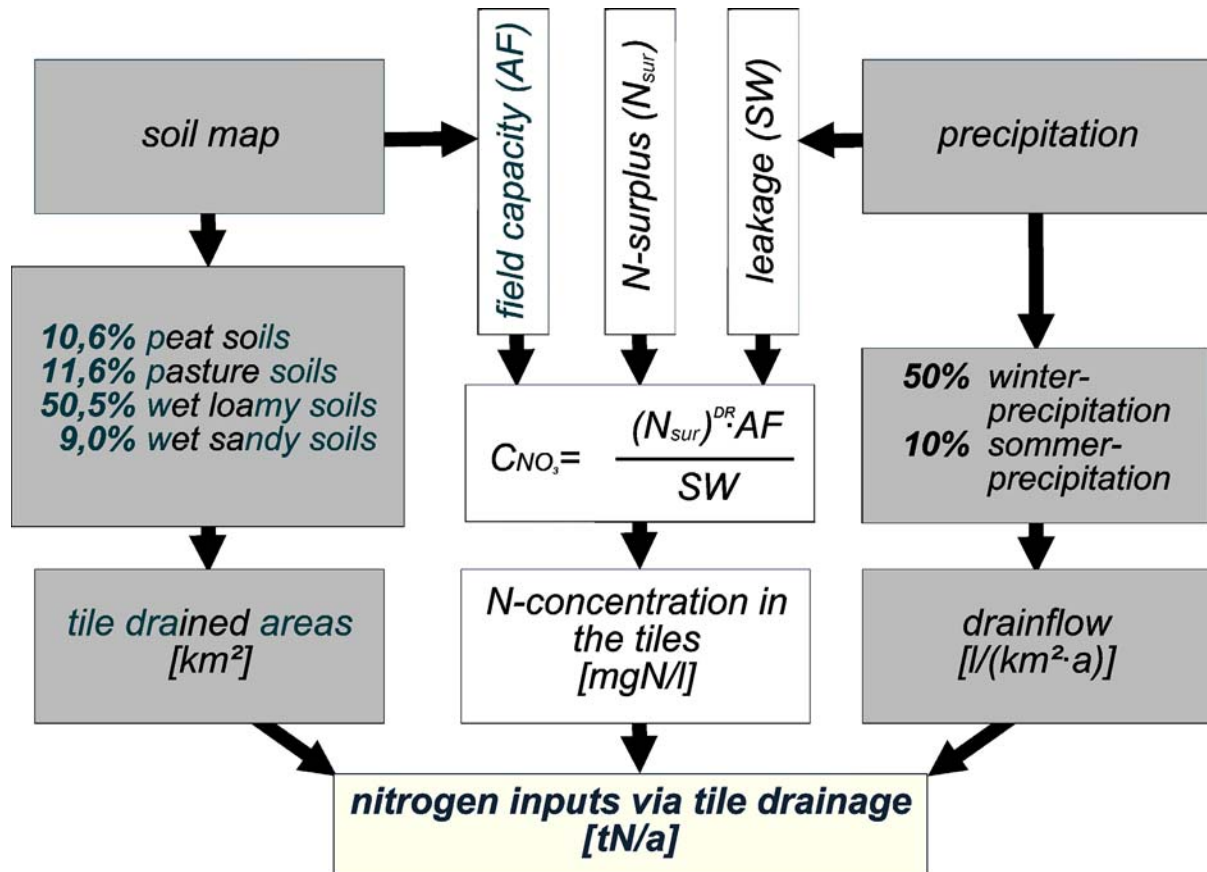 soil map
field capacity (AF)
N-surplus (Nsur)
leakage (SW)
precipitation
10,6% peat soils
11,6% pasture soils
50,5% wet loamy soils
9,0% wet sandy soils
CNO₃= (Nsur)^DR·AF
SW
50% winter-
precipitation
10% sommer-
precipitation
tile drained areas
[km²]
N-concentration in
the tiles
[mgN/l]
drainflow
[l/(km²·a)]
nitrogen inputs via tile drainage
[tN/a]